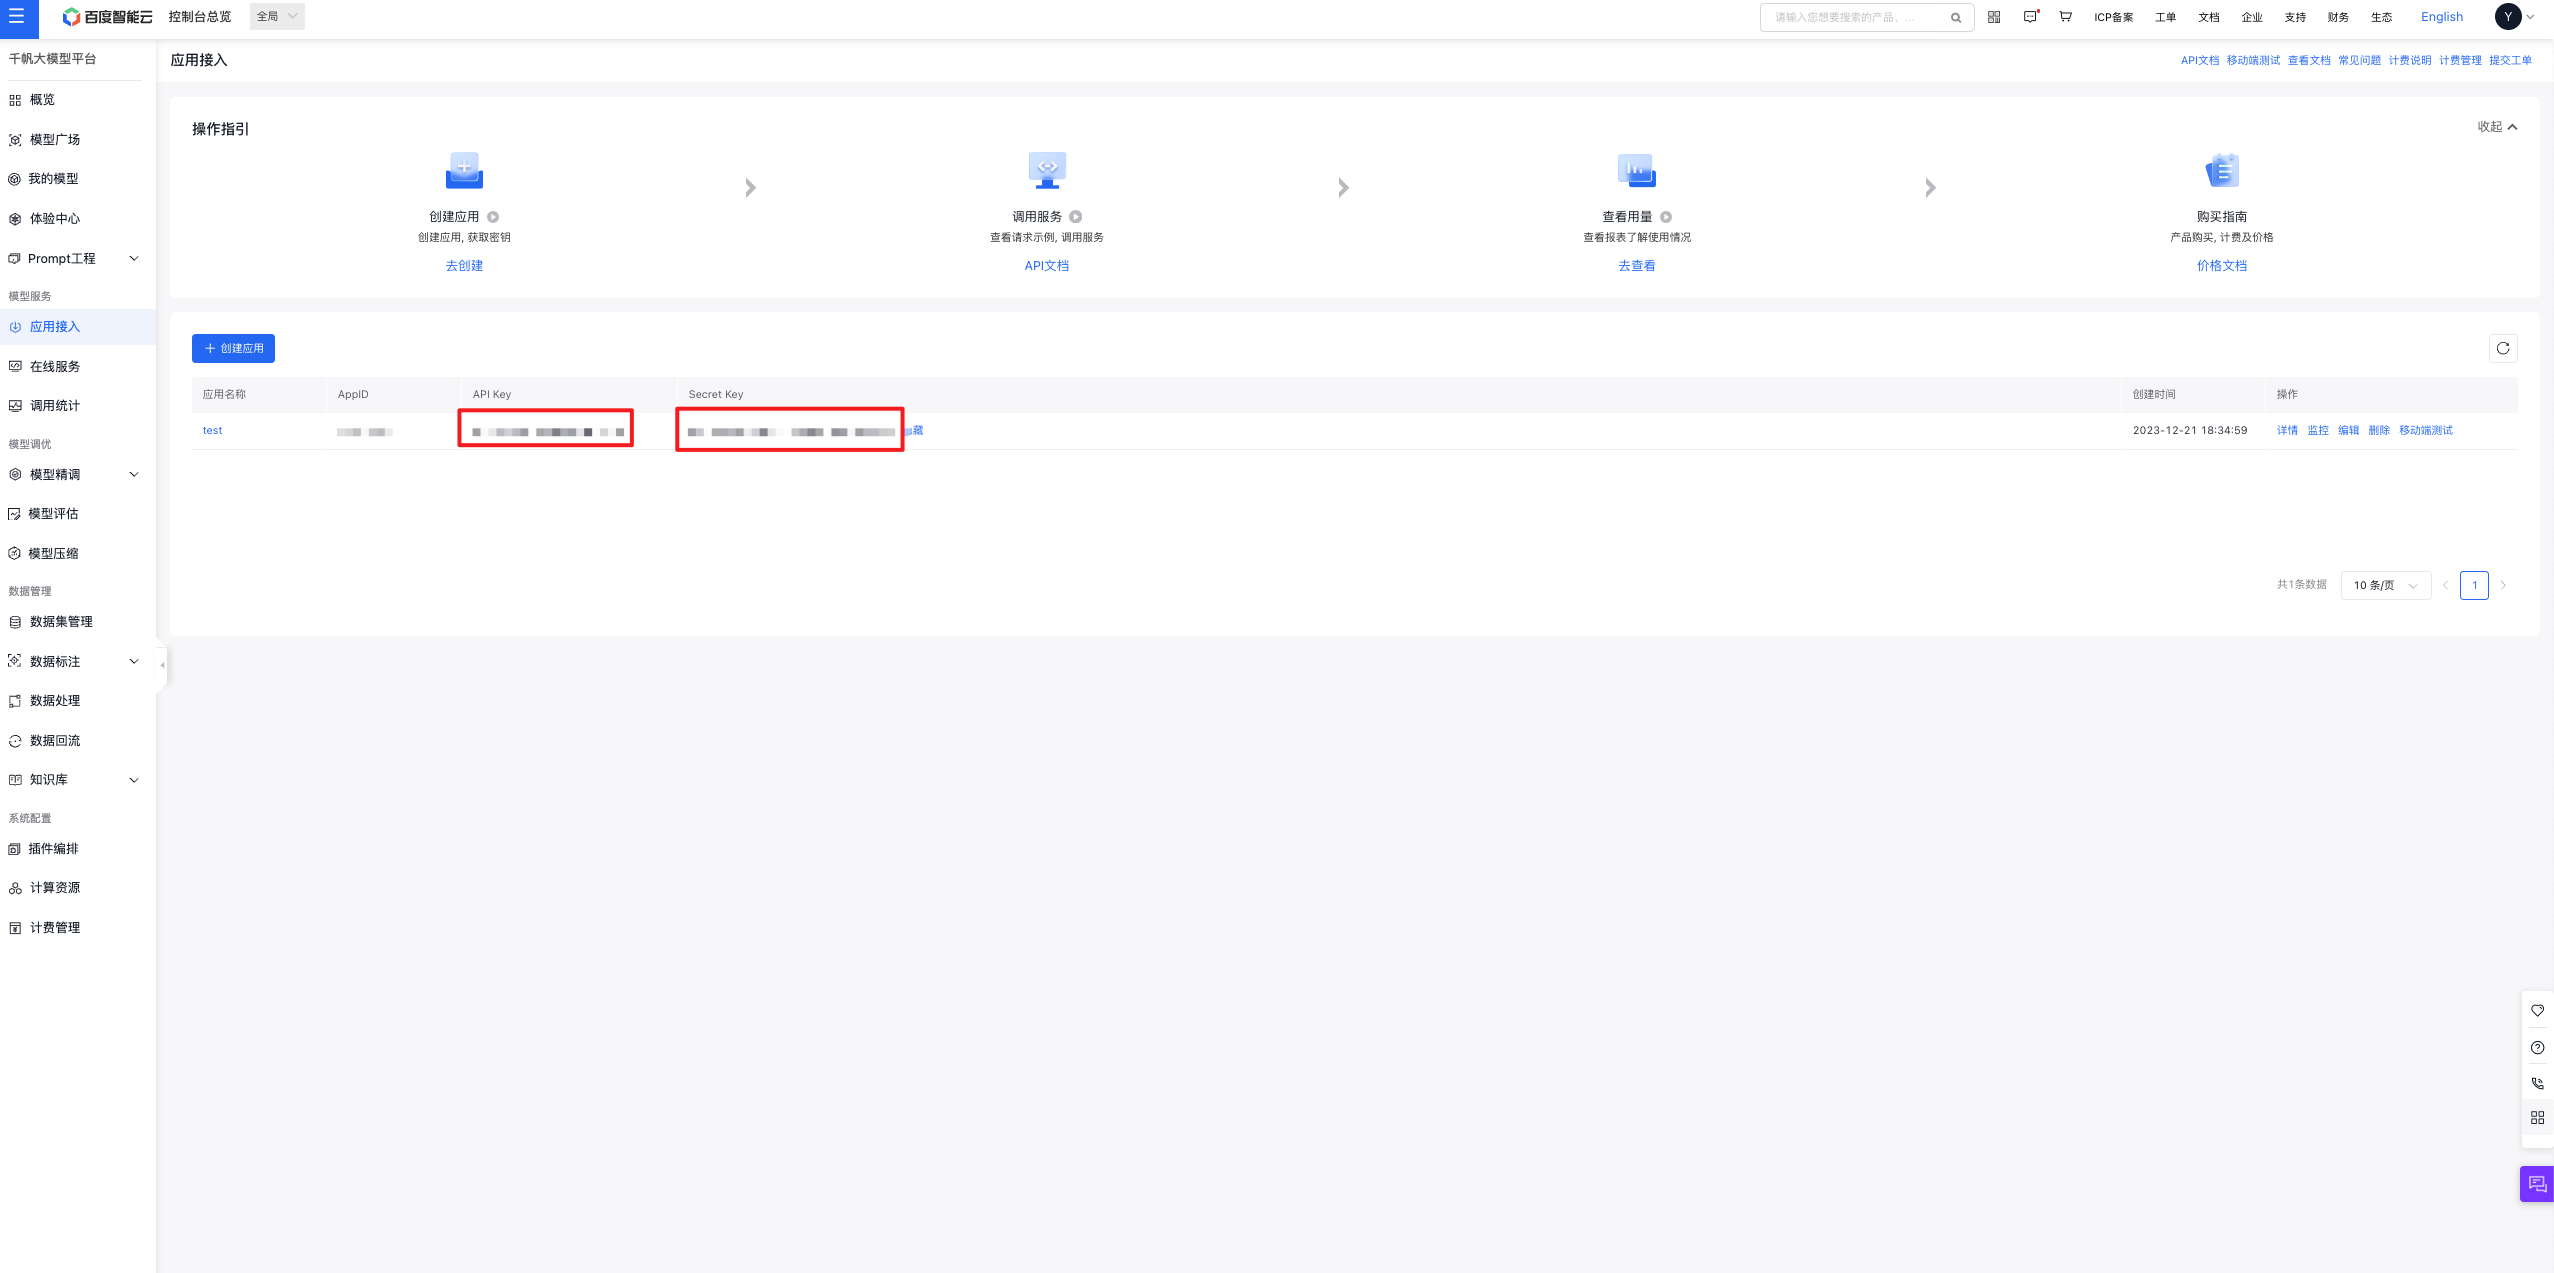 百度智能云 控制台总览 全局 请输入您想要搜索的产品、... ICP备案 工单 文档 企业 支持 财务 生态 English Y
千帆大模型平台
概览
模型广场
我的模型
体验中心
Prompt工程
模型服务
应用接入
在线服务
调用统计
模型调优
模型精调
模型评估
模型压缩
数据管理
数据集管理
数据标注
数据处理
数据回流
知识库
系统配置
插件编排
计算资源
计费管理
应用接入 API文档 移动端测试 查看文档 常见问题 计费说明 计费管理 提交工单
操作指引 收起
创建应用 调用服务 查看用量 购买指南
创建应用, 获取密钥 查看请求示例, 调用服务 查看报表了解使用情况 产品购买, 计费及价格
去创建 API文档 去查看 价格文档
创建应用
应用名称 AppID API Key Secret Key 创建时间 操作
test 藏 2023-12-21 18:34:59 详情 监控 编辑 删除 移动端测试
共1条数据 10 条/页 1